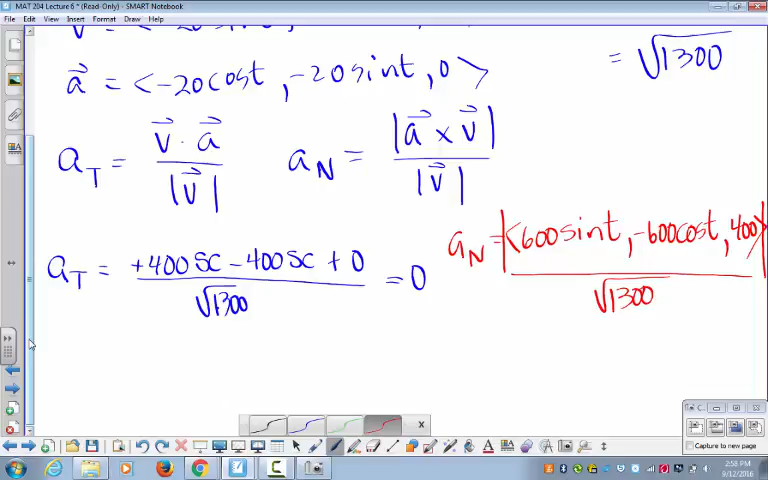 MAT 204 Lecture 6 * (Read-Only) - SMART Notebook
File Edit View Insert Format Draw Help
= √1300
a⃗ = <-20cost, -20sint, 0>
a_T = (v⃗ · a⃗) / |v⃗|   a_N = |a⃗ × v⃗| / |v⃗|
a_T = (+400SC - 400SC + 0) / √1300 = 0
a_N = |<600sint, -600cost, 400>| / √1300
Capture to new page
2:58 PM
9/12/2016